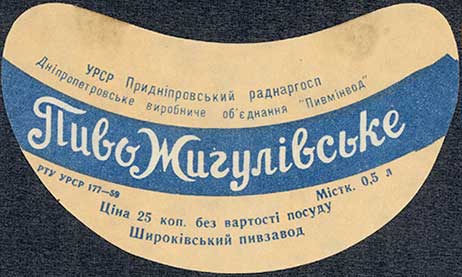 УРСР Придніпровський раднаргосп
Дніпропетровське виробниче об'єднання "Пивмінвод"
Пиво Жигулівське
РТУ УРСР 177—59
Містк. 0,5 л
Ціна 25 коп. без вартості посуду
Широківський пивзавод